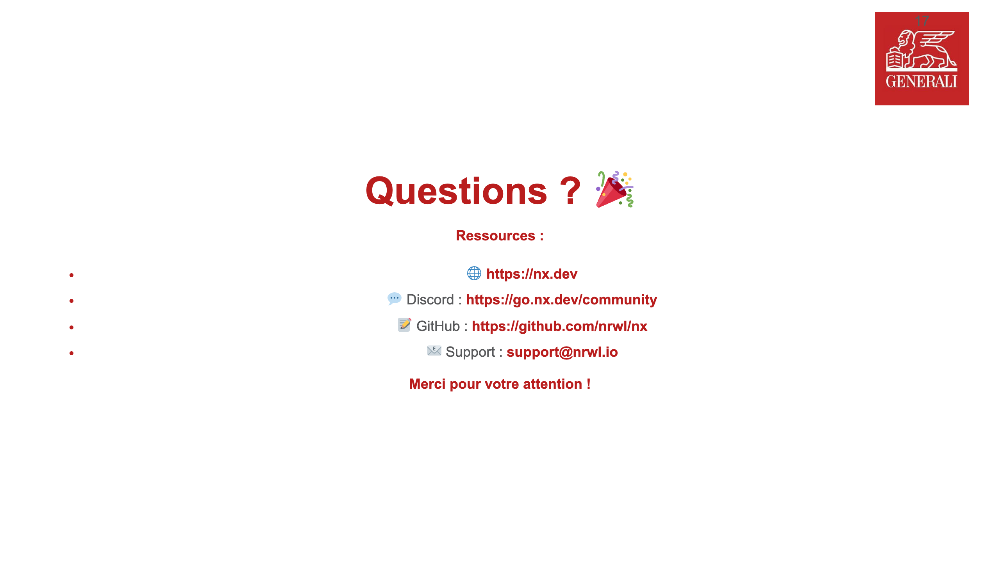 17
GENERALI
Questions ? 🎉
Ressources :
• 🌐 https://nx.dev
• 💬 Discord : https://go.nx.dev/community
• 📝 GitHub : https://github.com/nrwl/nx
• 📧 Support : support@nrwl.io
Merci pour votre attention !